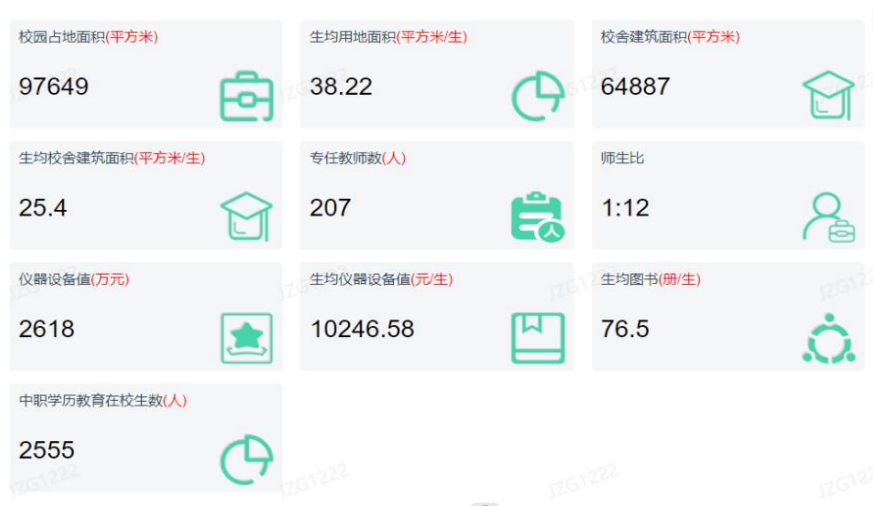 校园占地面积(平方米)
97649
生均用地面积(平方米/生)
38.22
校舍建筑面积(平方米)
64887
生均校舍建筑面积(平方米/生)
25.4
专任教师数(人)
207
师生比
1:12
仪器设备值(万元)
2618
生均仪器设备值(元/生)
10246.58
生均图书(册/生)
76.5
中职学历教育在校生数(人)
2555
JZG1222
JZG1222
JZG1222